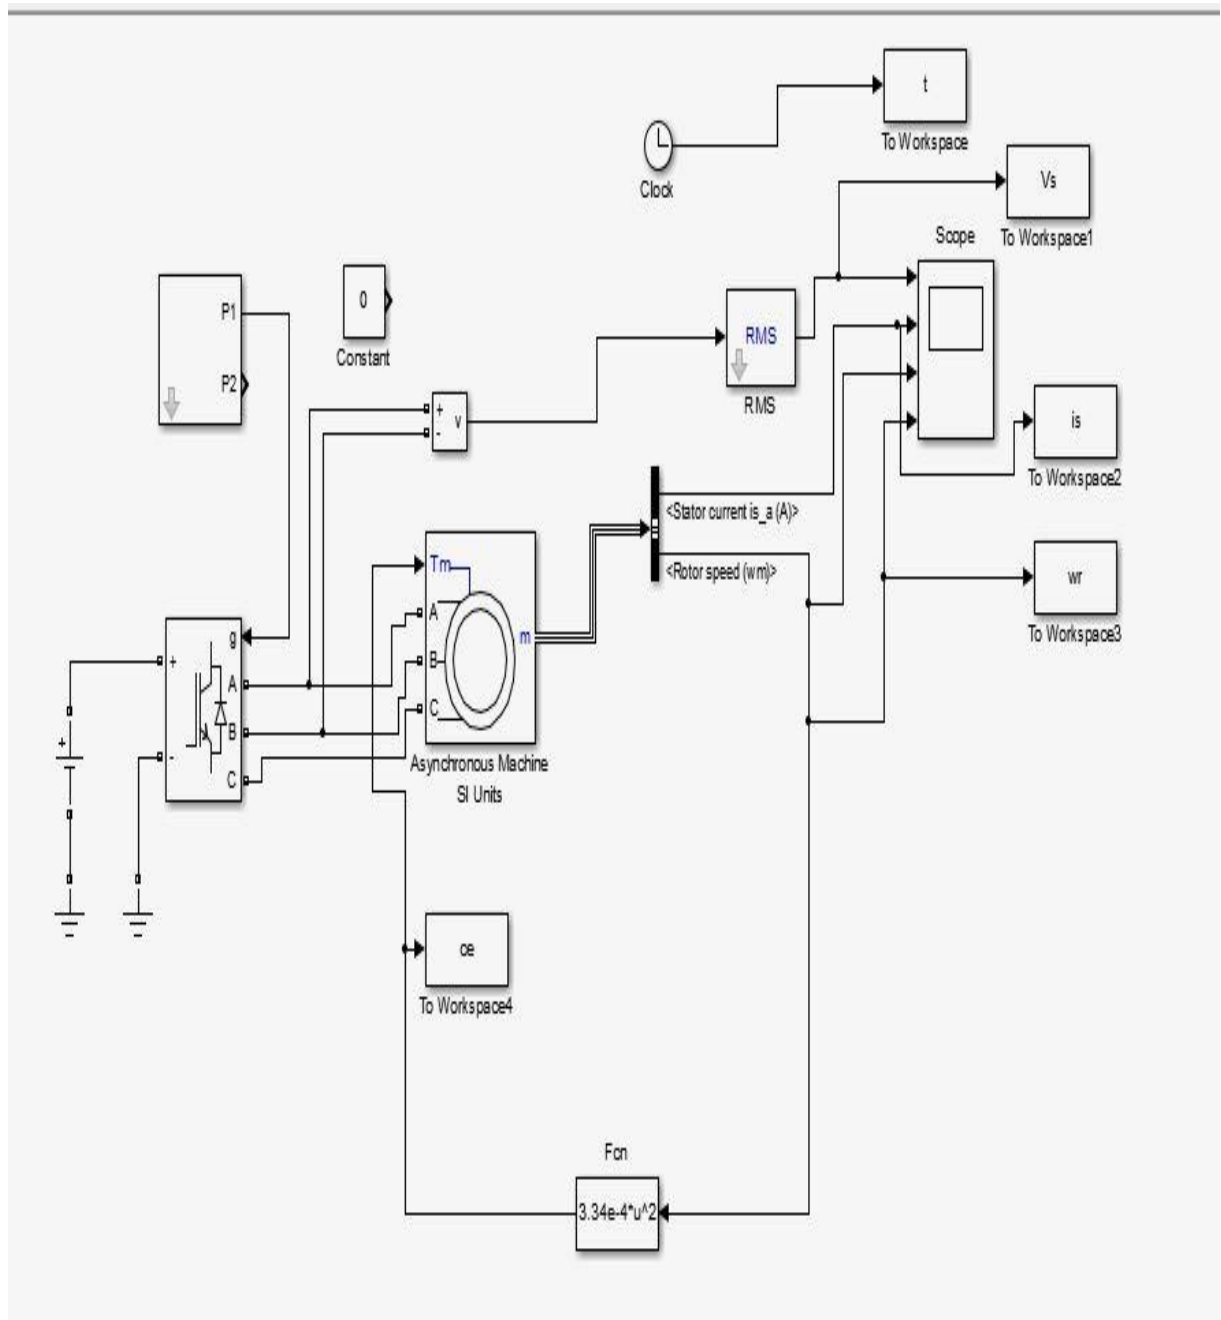 t
To Workspace
Clock
Vs
To Workspace1
Scope
P1
P2
0
Constant
RMS
RMS
+
-
v
is
To Workspace2
<Stator current is_a (A)>
<Rotor speed (wm)>
Tm
A
B
C
m
Asynchronous Machine
SI Units
wr
To Workspace3
g
+
A
B
-
C
+
ce
To Workspace4
Fcn
3.34e-4*u^2